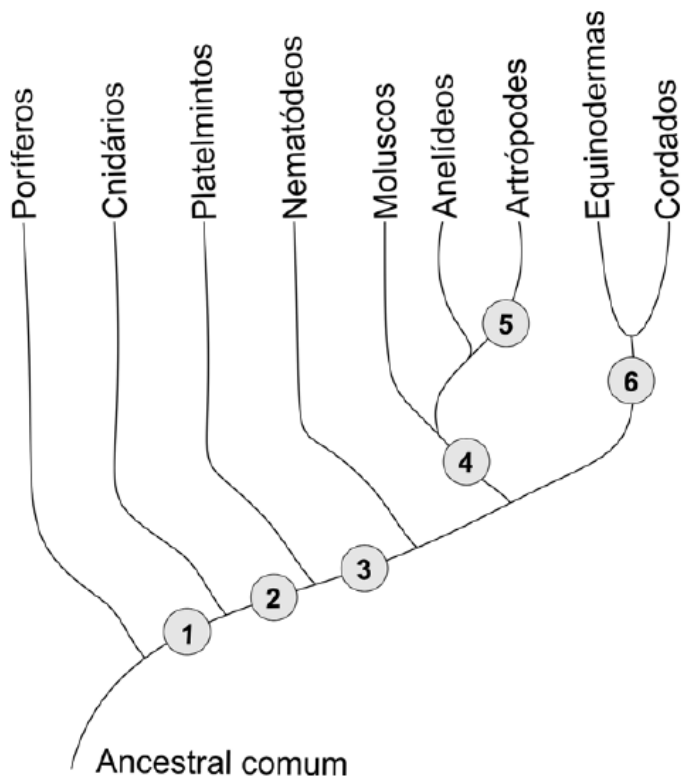 Poríferos
Cnidários
Platelmintos
Nematódeos
Moluscos
Anelídeos
Artrópodes
Equinodermas
Cordados
5
6
4
3
2
1
Ancestral comum